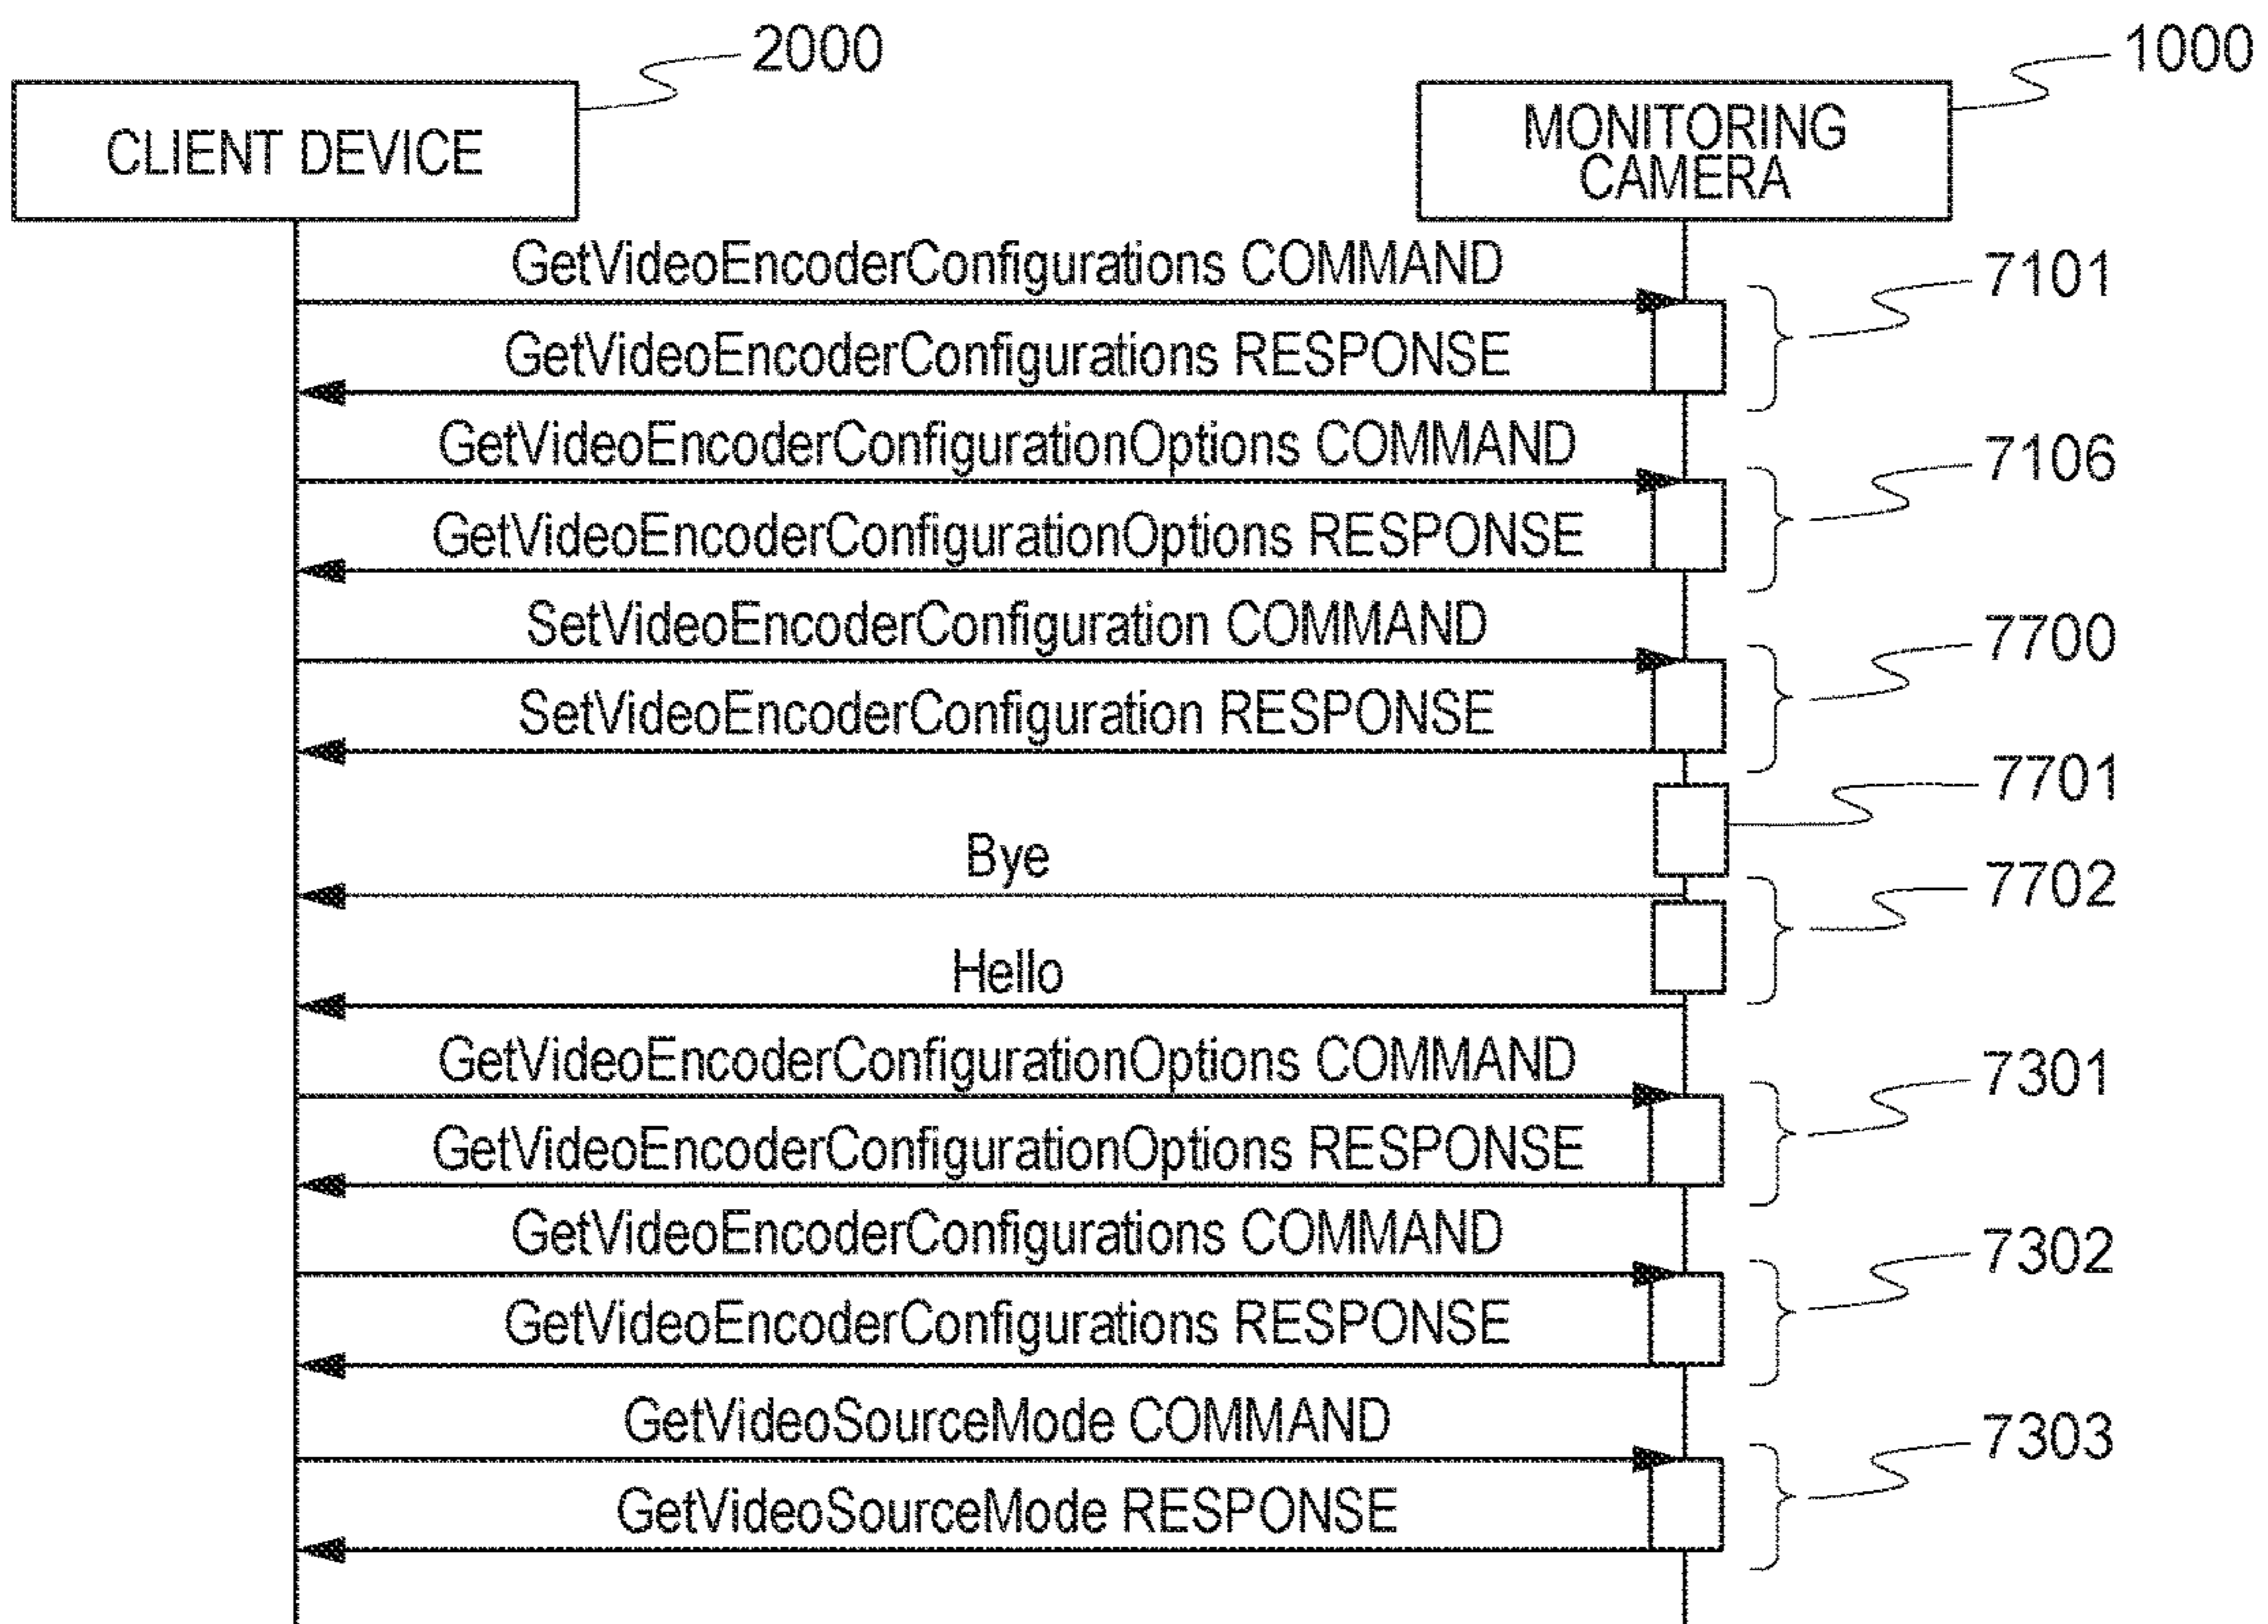 2000
1000
CLIENT DEVICE
MONITORING
CAMERA
GetVideoEncoderConfigurations COMMAND
7101
GetVideoEncoderConfigurations RESPONSE
GetVideoEncoderConfigurationOptions COMMAND
7106
GetVideoEncoderConfigurationOptions RESPONSE
SetVideoEncoderConfiguration COMMAND
7700
SetVideoEncoderConfiguration RESPONSE
7701
Bye
7702
Hello
GetVideoEncoderConfigurationOptions COMMAND
7301
GetVideoEncoderConfigurationOptions RESPONSE
GetVideoEncoderConfigurations COMMAND
7302
GetVideoEncoderConfigurations RESPONSE
GetVideoSourceMode COMMAND
7303
GetVideoSourceMode RESPONSE